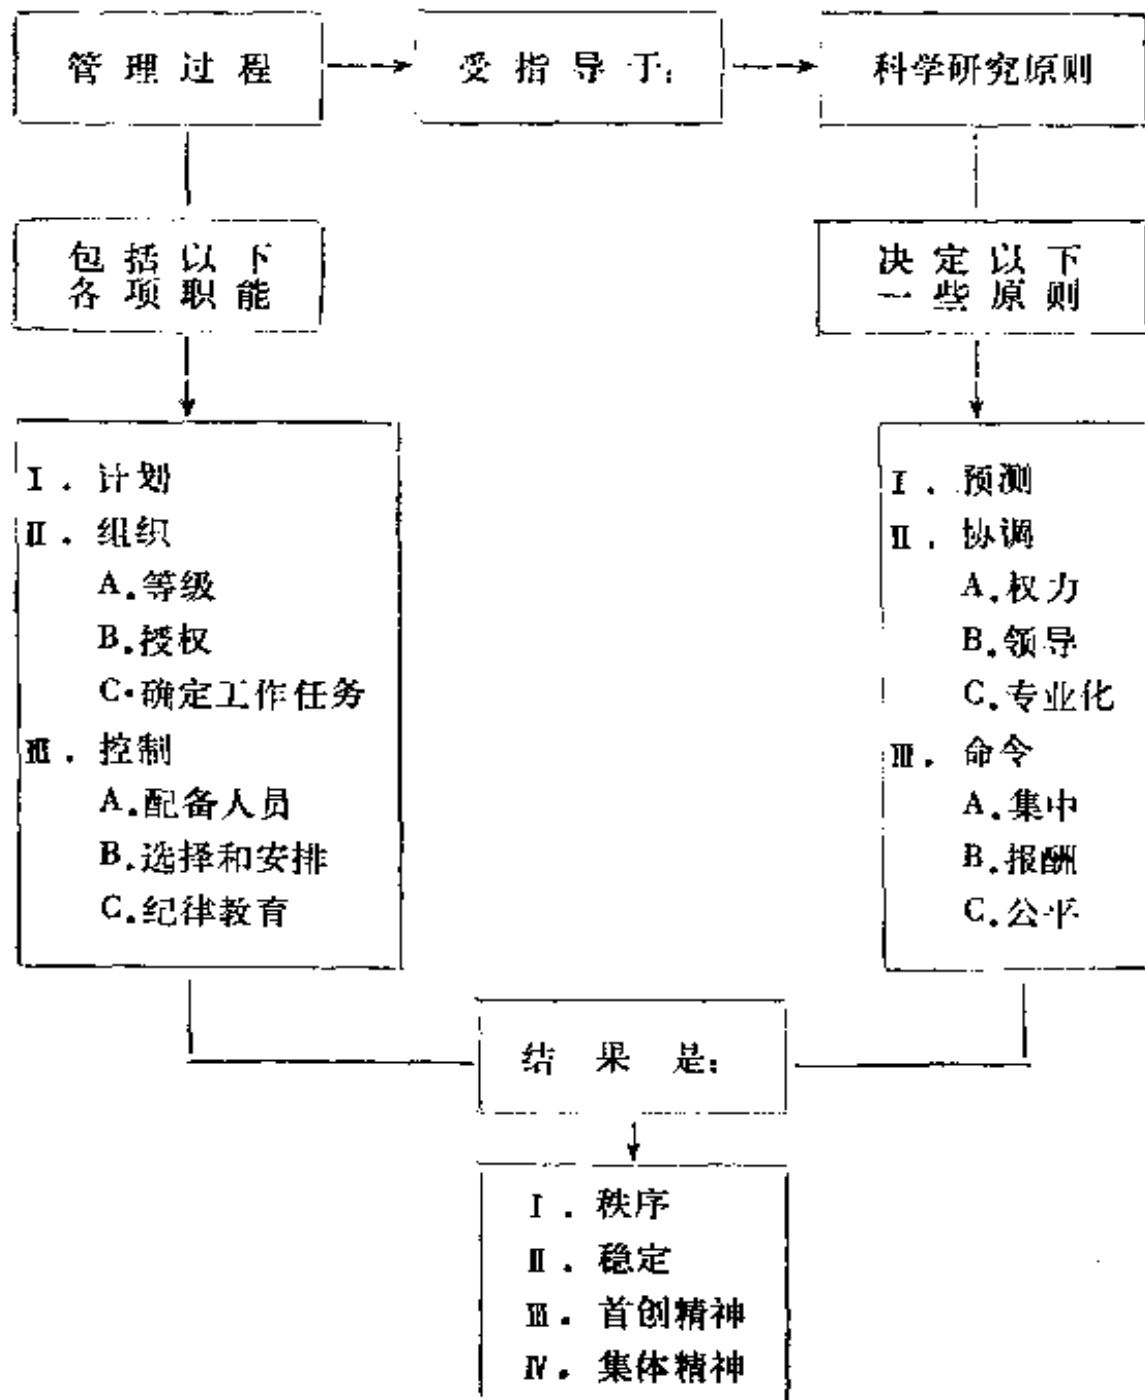 管理过程
受指导于：
科学研究原则
包括以下
各项职能
决定以下
一些原则
Ⅰ．计划
Ⅱ．组织
A.等级
B.授权
C·确定工作任务
Ⅲ．控制
A.配备人员
B.选择和安排
C.纪律教育
Ⅰ．预测
Ⅱ．协调
A.权力
B.领导
C.专业化
Ⅲ．命令
A.集中
B.报酬
C.公平
结果是：
Ⅰ．秩序
Ⅱ．稳定
Ⅲ．首创精神
Ⅳ．集体精神